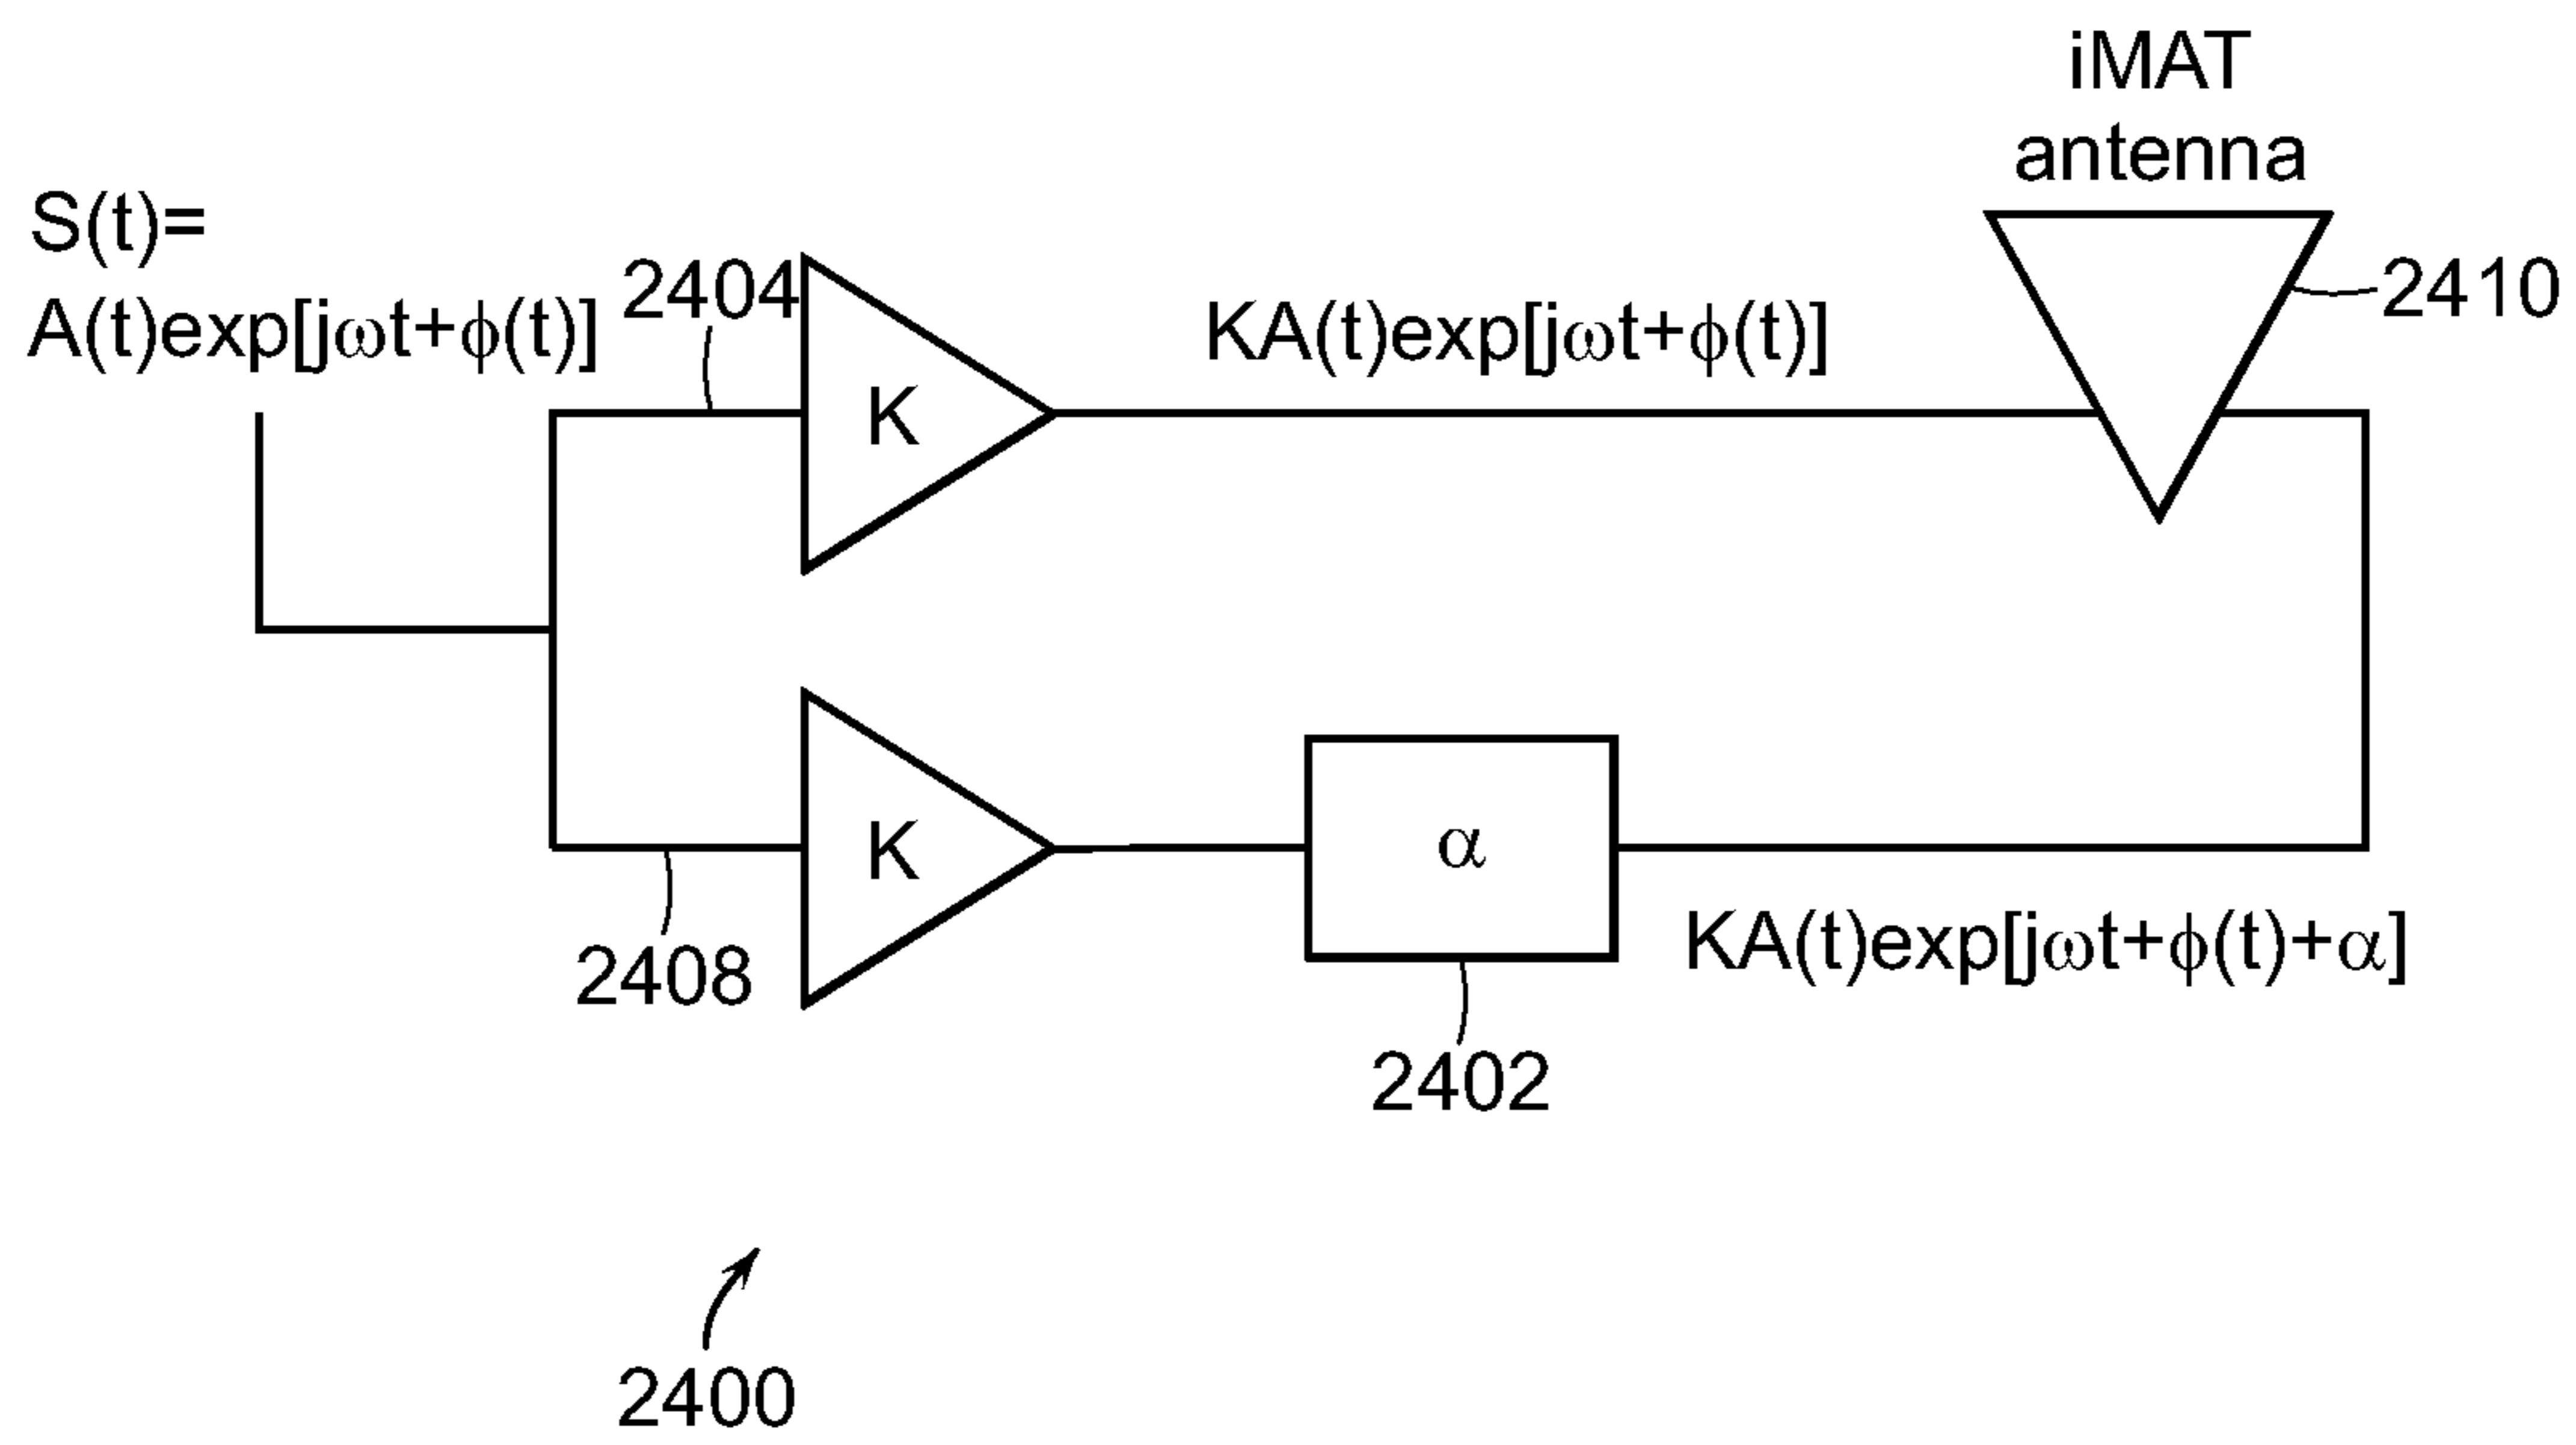 iMAT
antenna
S(t)=
A(t)exp[jωt+ϕ(t)]
2404
KA(t)exp[jωt+ϕ(t)]
2410
K
K
α
2408
KA(t)exp[jωt+ϕ(t)+α]
2402
2400